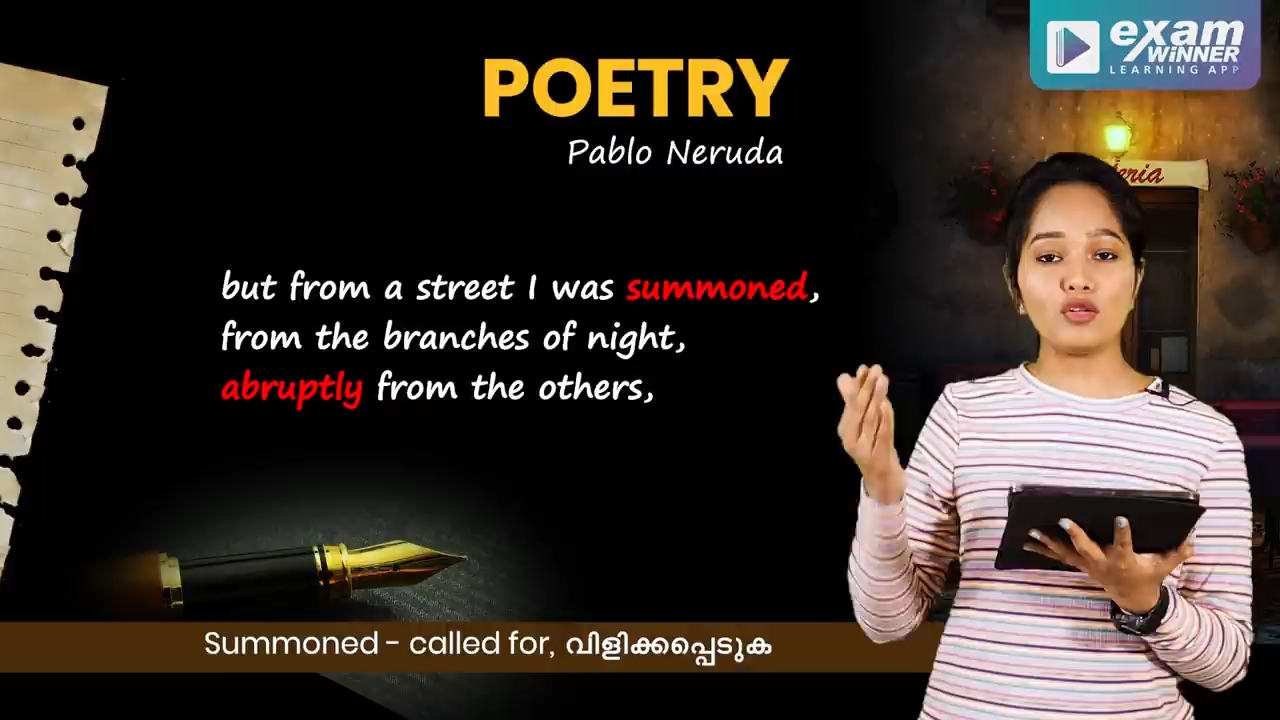 exam
WiNNER
LEARNING APP
POETRY
Pablo Neruda
eria
but from a street I was summoned,
from the branches of night,
abruptly from the others,
Summoned - called for, വിളിക്കപ്പെടുക